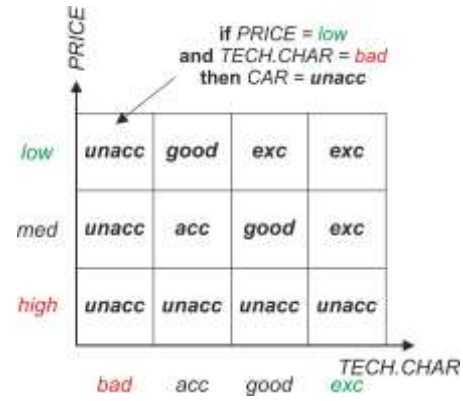 PRICE
if PRICE = low
and TECH.CHAR = bad
then CAR = unacc
low unacc good exc exc
med unacc acc good exc
high unacc unacc unacc unacc
TECH.CHAR
bad acc good exc